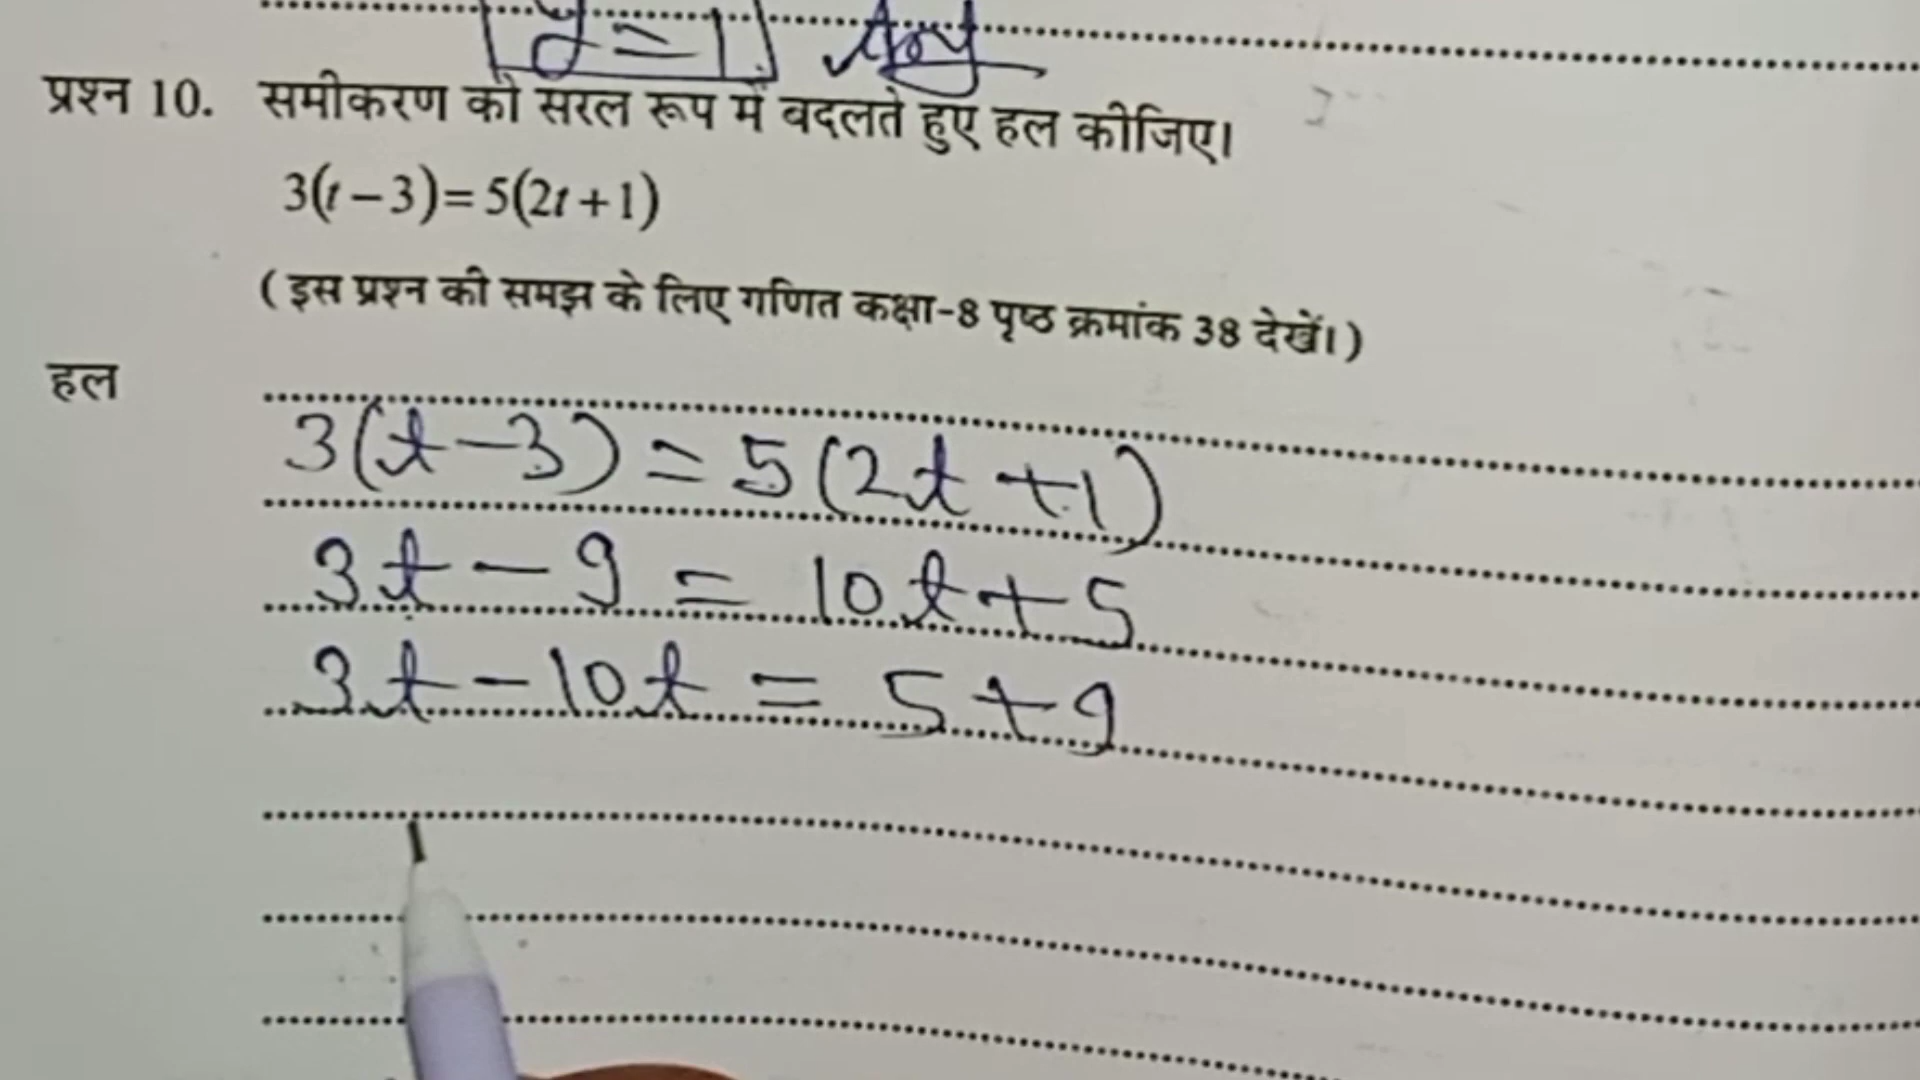 y = 1 Ans
प्रश्न 10. समीकरण को सरल रूप में बदलते हुए हल कीजिए।
3(t – 3)= 5(2t + 1)
( इस प्रश्न की समझ के लिए गणित कक्षा-8 पृष्ठ क्रमांक 38 देखें। )
हल
3(t - 3) = 5(2t + 1)
3t - 9 = 10t + 5
3t - 10t = 5 + 9